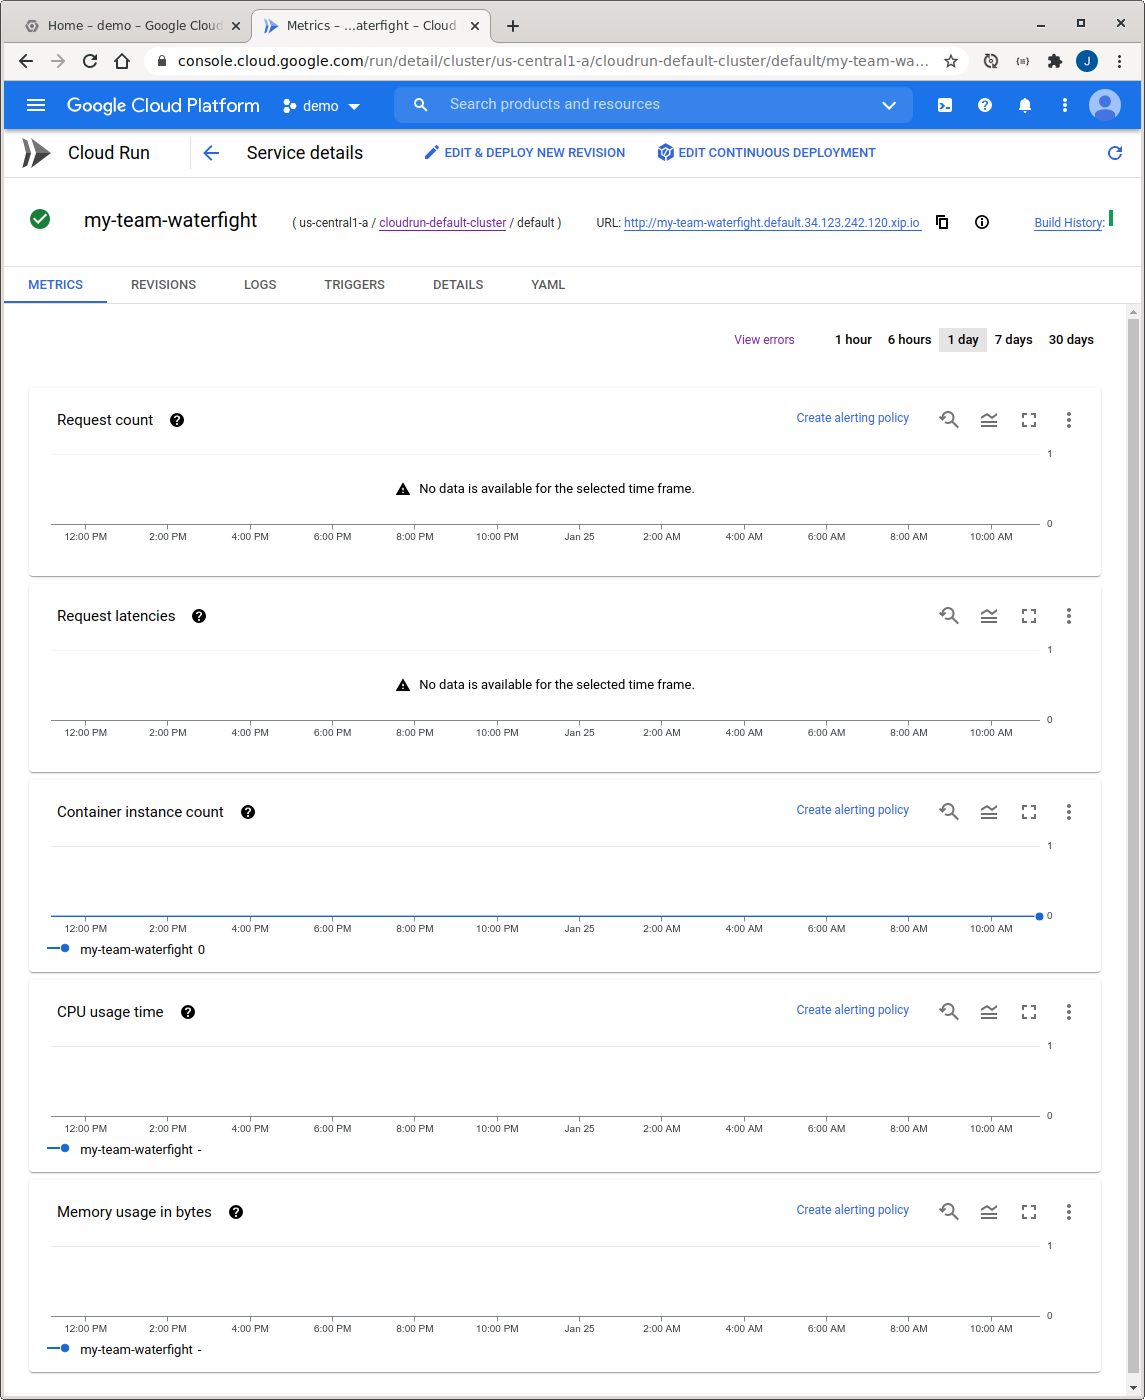 Home – demo – Google Cloud
Metrics – …aterfight – Cloud
console.cloud.google.com/run/detail/cluster/us-central1-a/cloudrun-default-cluster/default/my-team-wa...
J
Google Cloud Platform
demo
Search products and resources
Cloud Run
Service details
EDIT & DEPLOY NEW REVISION
EDIT CONTINUOUS DEPLOYMENT
my-team-waterfight
( us-central1-a / cloudrun-default-cluster / default )
URL: http://my-team-waterfight.default.34.123.242.120.xip.io
Build History:
METRICS REVISIONS LOGS TRIGGERS DETAILS YAML
View errors 1 hour 6 hours 1 day 7 days 30 days
Request count
Create alerting policy
1
No data is available for the selected time frame.
0
12:00 PM 2:00 PM 4:00 PM 6:00 PM 8:00 PM 10:00 PM Jan 25 2:00 AM 4:00 AM 6:00 AM 8:00 AM 10:00 AM
Request latencies
1
No data is available for the selected time frame.
0
12:00 PM 2:00 PM 4:00 PM 6:00 PM 8:00 PM 10:00 PM Jan 25 2:00 AM 4:00 AM 6:00 AM 8:00 AM 10:00 AM
Container instance count
Create alerting policy
1
0
12:00 PM 2:00 PM 4:00 PM 6:00 PM 8:00 PM 10:00 PM Jan 25 2:00 AM 4:00 AM 6:00 AM 8:00 AM 10:00 AM
my-team-waterfight 0
CPU usage time
Create alerting policy
1
0
12:00 PM 2:00 PM 4:00 PM 6:00 PM 8:00 PM 10:00 PM Jan 25 2:00 AM 4:00 AM 6:00 AM 8:00 AM 10:00 AM
my-team-waterfight -
Memory usage in bytes
Create alerting policy
1
0
12:00 PM 2:00 PM 4:00 PM 6:00 PM 8:00 PM 10:00 PM Jan 25 2:00 AM 4:00 AM 6:00 AM 8:00 AM 10:00 AM
my-team-waterfight -